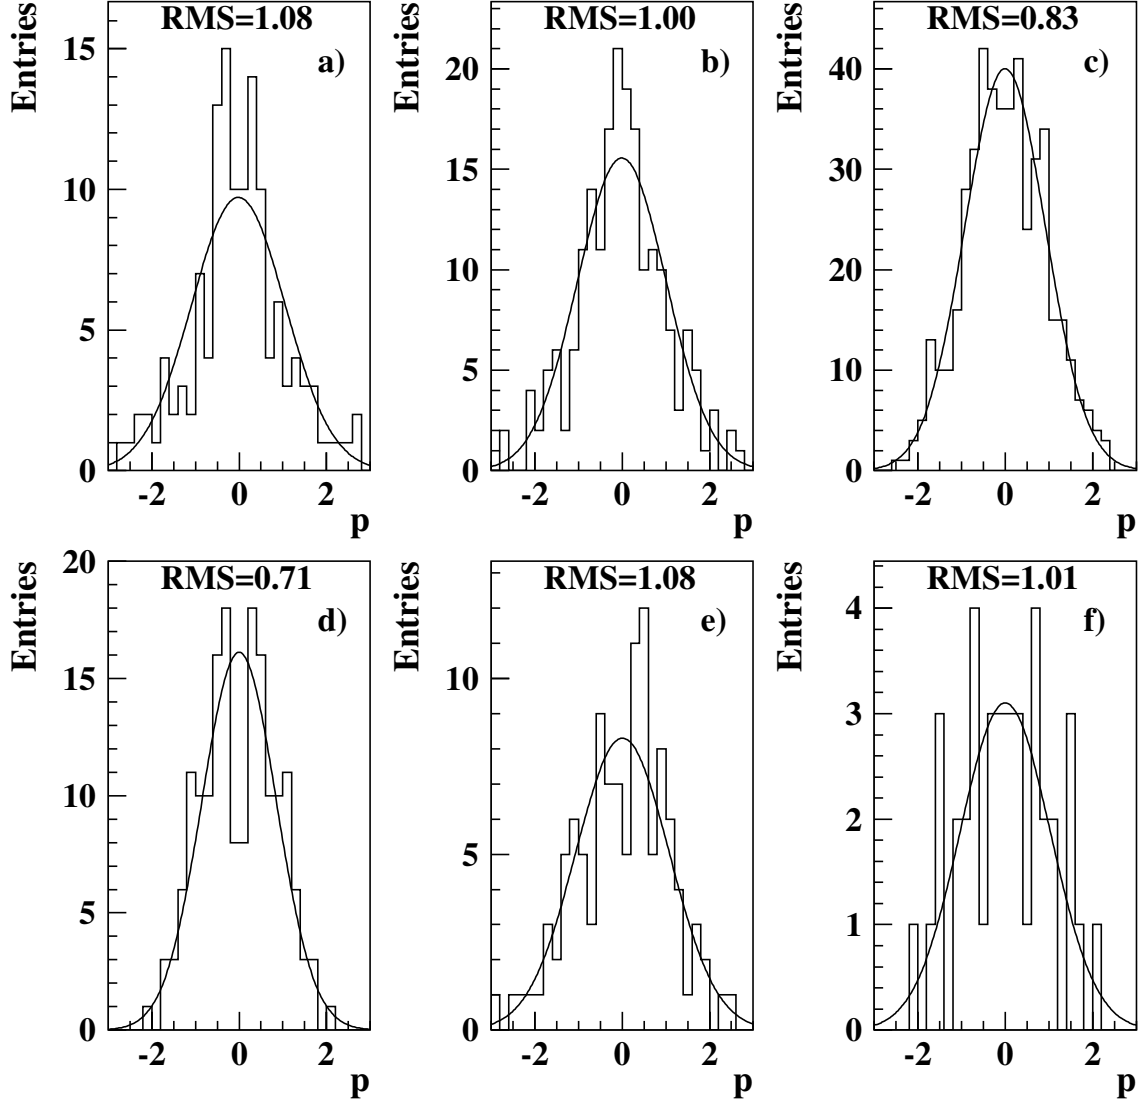 RMS=1.08
a)
Entries
15
10
5
0
-2 0 2
p
RMS=1.00
b)
Entries
20
15
10
5
0
-2 0 2
p
RMS=0.83
c)
Entries
40
30
20
10
0
-2 0 2
p
RMS=0.71
d)
Entries
20
15
10
5
0
-2 0 2
p
RMS=1.08
e)
Entries
10
5
0
-2 0 2
p
RMS=1.01
f)
Entries
4
3
2
1
0
-2 0 2
p